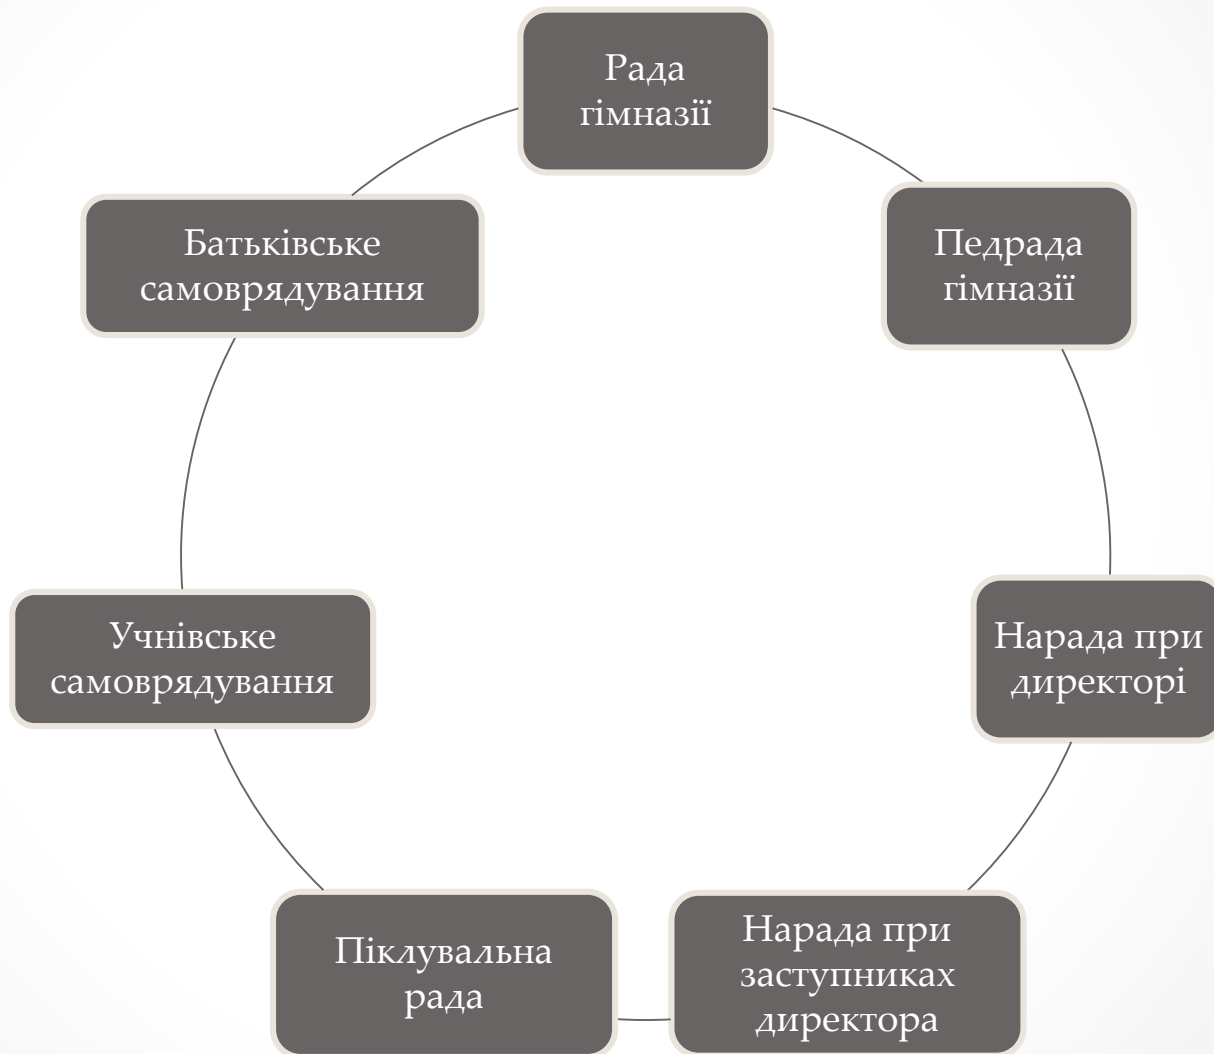 Рада
гімназії
Педрада
гімназії
Нарада при
директорі
Нарада при
заступниках
директора
Піклувальна
рада
Учнівське
самоврядування
Батьківське
самоврядування